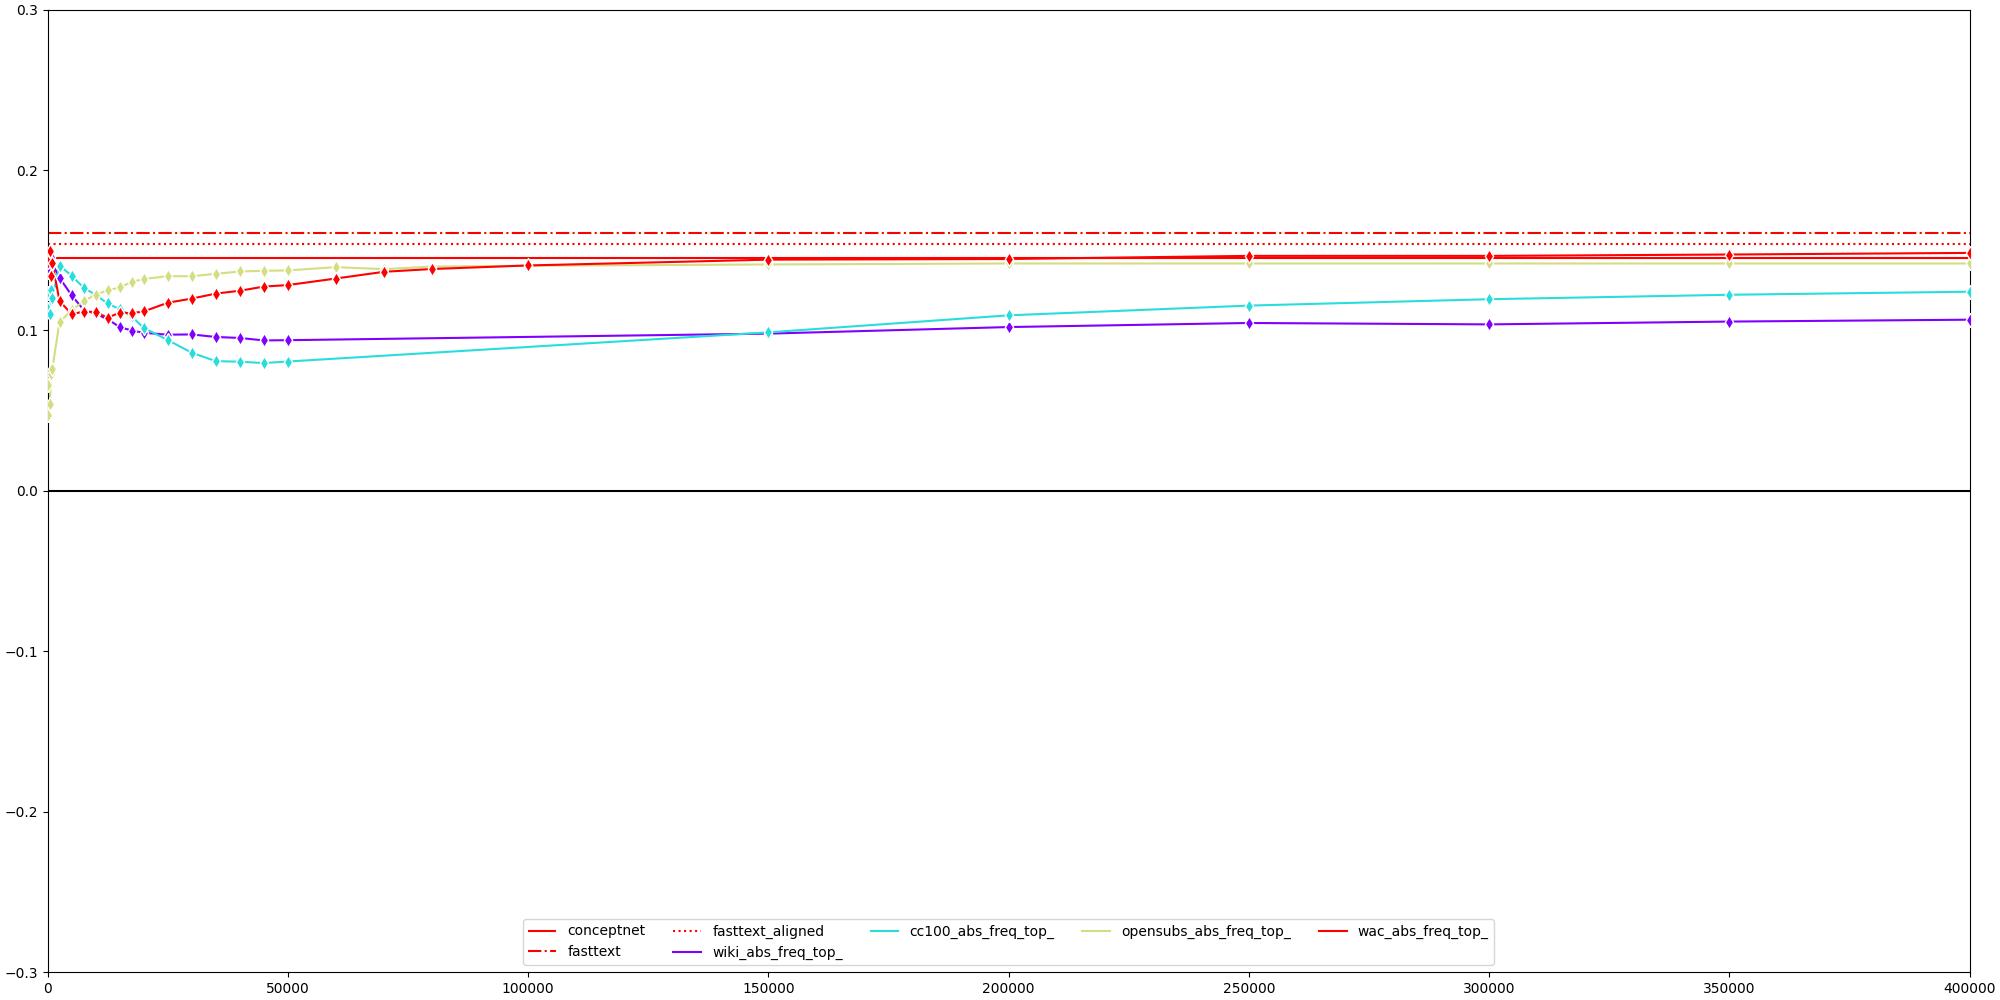 0.3
0.2
0.1
0.0
−0.1
−0.2
−0.3
conceptnet fasttext_aligned cc100_abs_freq_top_ opensubs_abs_freq_top_ wac_abs_freq_top_
fasttext wiki_abs_freq_top_
0 50000 100000 150000 200000 250000 300000 350000 400000